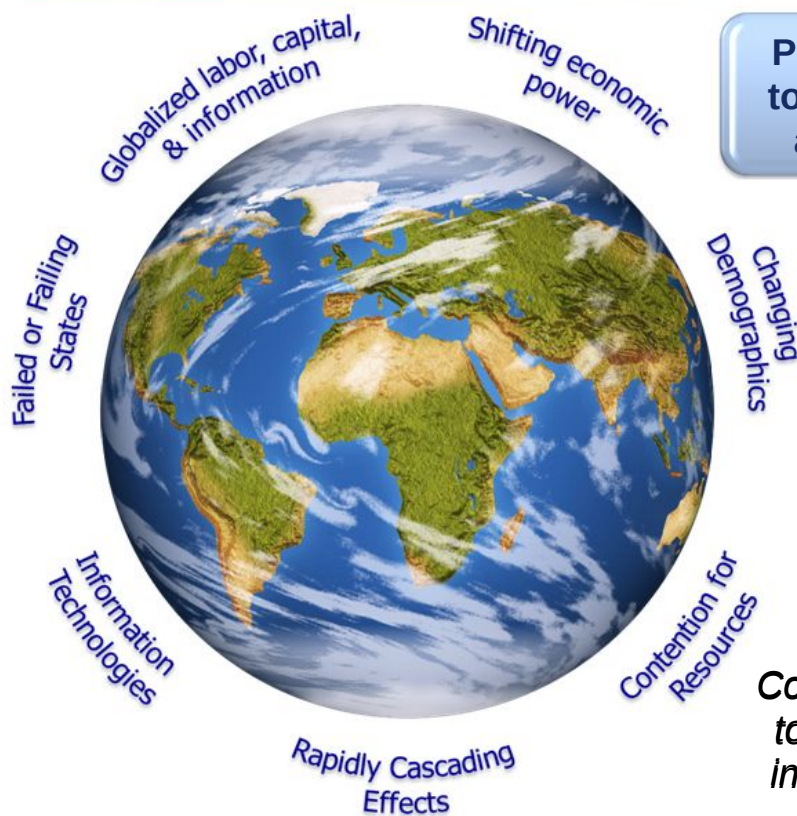 Globalized labor, capital,
& information
Shifting economic
power
Failed or Failing
States
Changing
Demographics
Information
Technologies
Contention for
Resources
Rapidly Cascading
Effects